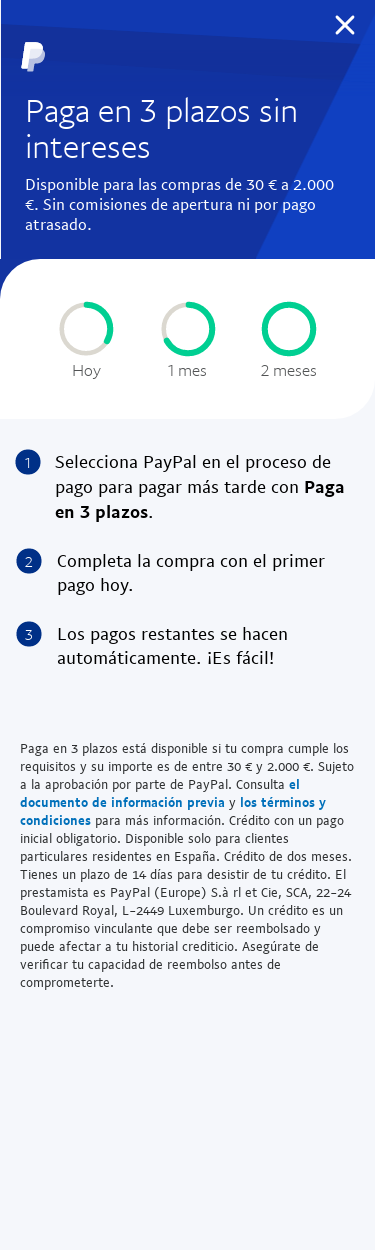 Paga en 3 plazos sin
intereses
Disponible para las compras de 30 € a 2.000
€. Sin comisiones de apertura ni por pago
atrasado.
Hoy
1 mes
2 meses
1
Selecciona PayPal en el proceso de
pago para pagar más tarde con Paga
en 3 plazos.
2
Completa la compra con el primer
pago hoy.
3
Los pagos restantes se hacen
automáticamente. ¡Es fácil!
Paga en 3 plazos está disponible si tu compra cumple los
requisitos y su importe es de entre 30 € y 2.000 €. Sujeto
a la aprobación por parte de PayPal. Consulta el
documento de información previa y los términos y
condiciones para más información. Crédito con un pago
inicial obligatorio. Disponible solo para clientes
particulares residentes en España. Crédito de dos meses.
Tienes un plazo de 14 días para desistir de tu crédito. El
prestamista es PayPal (Europe) S.à rl et Cie, SCA, 22-24
Boulevard Royal, L-2449 Luxemburgo. Un crédito es un
compromiso vinculante que debe ser reembolsado y
puede afectar a tu historial crediticio. Asegúrate de
verificar tu capacidad de reembolso antes de
comprometerte.